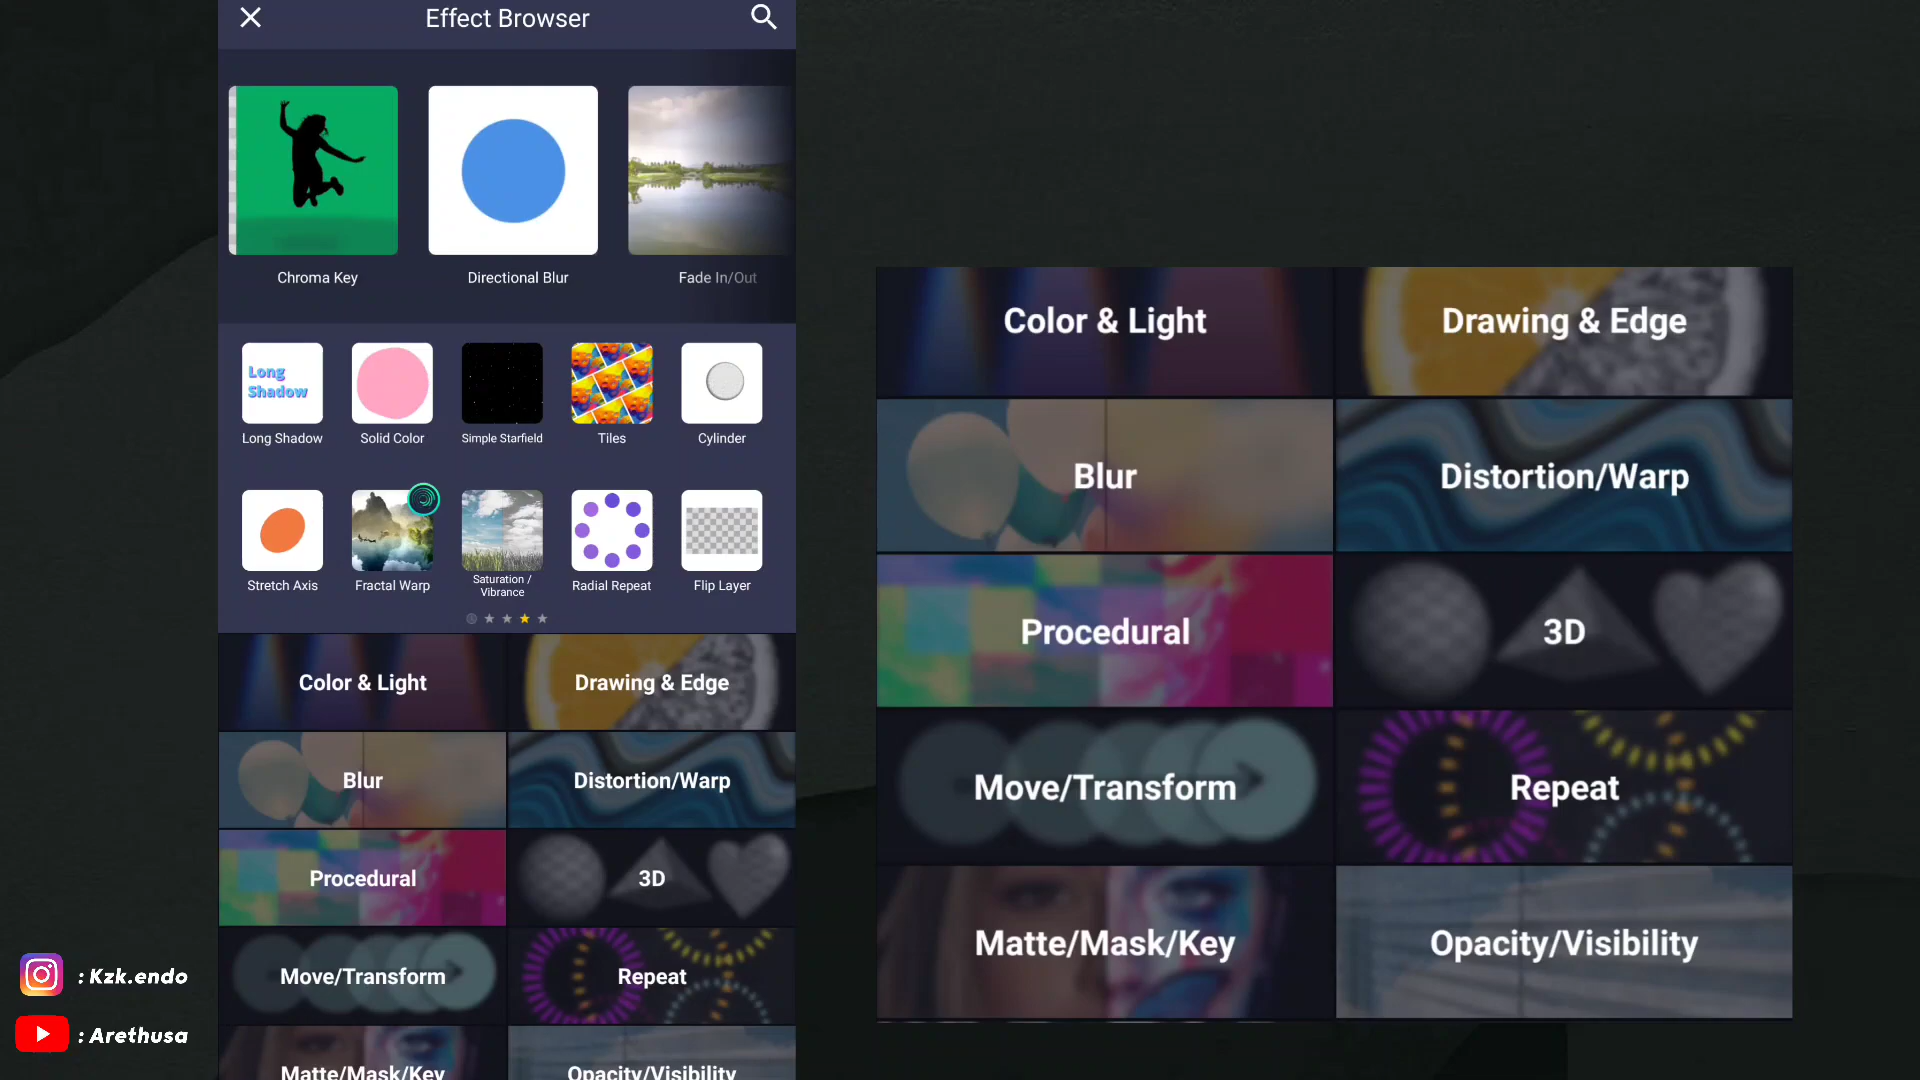 Effect Browser
Chroma Key
Directional Blur
Fade In/Out
Long
Shadow
Long Shadow
Solid Color
Simple Starfield
Tiles
Cylinder
Stretch Axis
Fractal Warp
Saturation /
Vibrance
Radial Repeat
Flip Layer
Color & Light
Drawing & Edge
Blur
Distortion/Warp
Procedural
3D
Move/Transform
Repeat
Matte/Mask/Key
Opacity/Visibility
Color & Light
Drawing & Edge
Blur
Distortion/Warp
Procedural
3D
Move/Transform
Repeat
Matte/Mask/Key
Opacity/Visibility
: Kzk.endo
: Arethusa